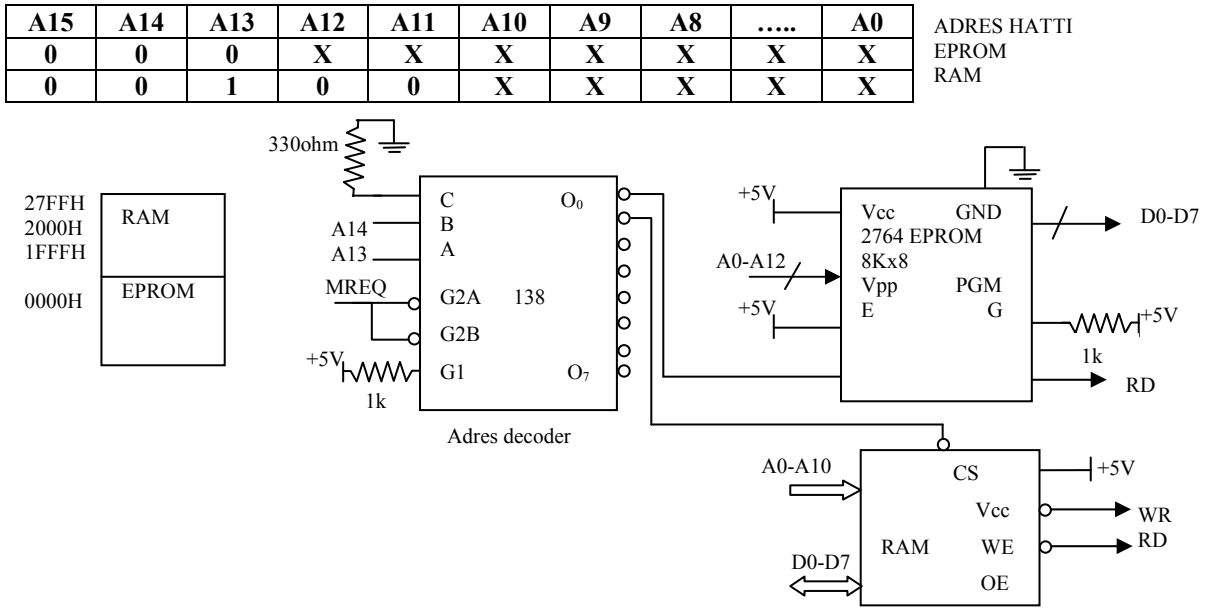 A15 A14 A13 A12 A11 A10 A9 A8 ….. A0 ADRES HATTI
0 0 0 X X X X X X X EPROM
0 0 1 0 0 X X X X X RAM
330ohm
27FFH
2000H
1FFFH
0000H
RAM
EPROM
A14
A13
MREQ
+5V
1k
C
B
A
G2A
G2B
G1
138
O0
O7
Adres decoder
+5V
A0-A12
+5V
Vcc GND
2764 EPROM
8Kx8
Vpp PGM
E G
D0-D7
+5V
1k
RD
A0-A10
D0-D7
CS
Vcc
RAM WE
OE
+5V
WR
RD